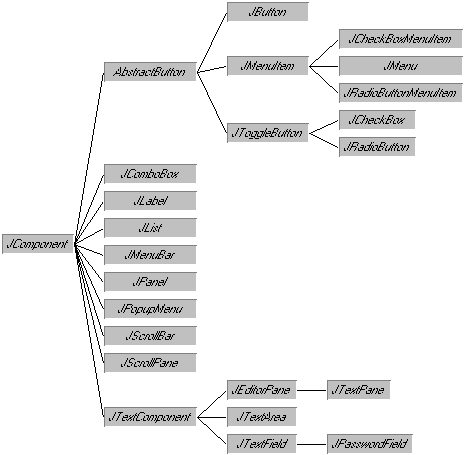 JButton
JCheckBoxMenuItem
AbstractButton
JMenuItem
JMenu
JRadioButtonMenuItem
JToggleButton
JCheckBox
JRadioButton
JComboBox
JLabel
JList
JComponent
JMenuBar
JPanel
JPopupMenu
JScrollBar
JScrollPane
JEditorPane
JTextPane
JTextComponent
JTextArea
JTextField
JPasswordField